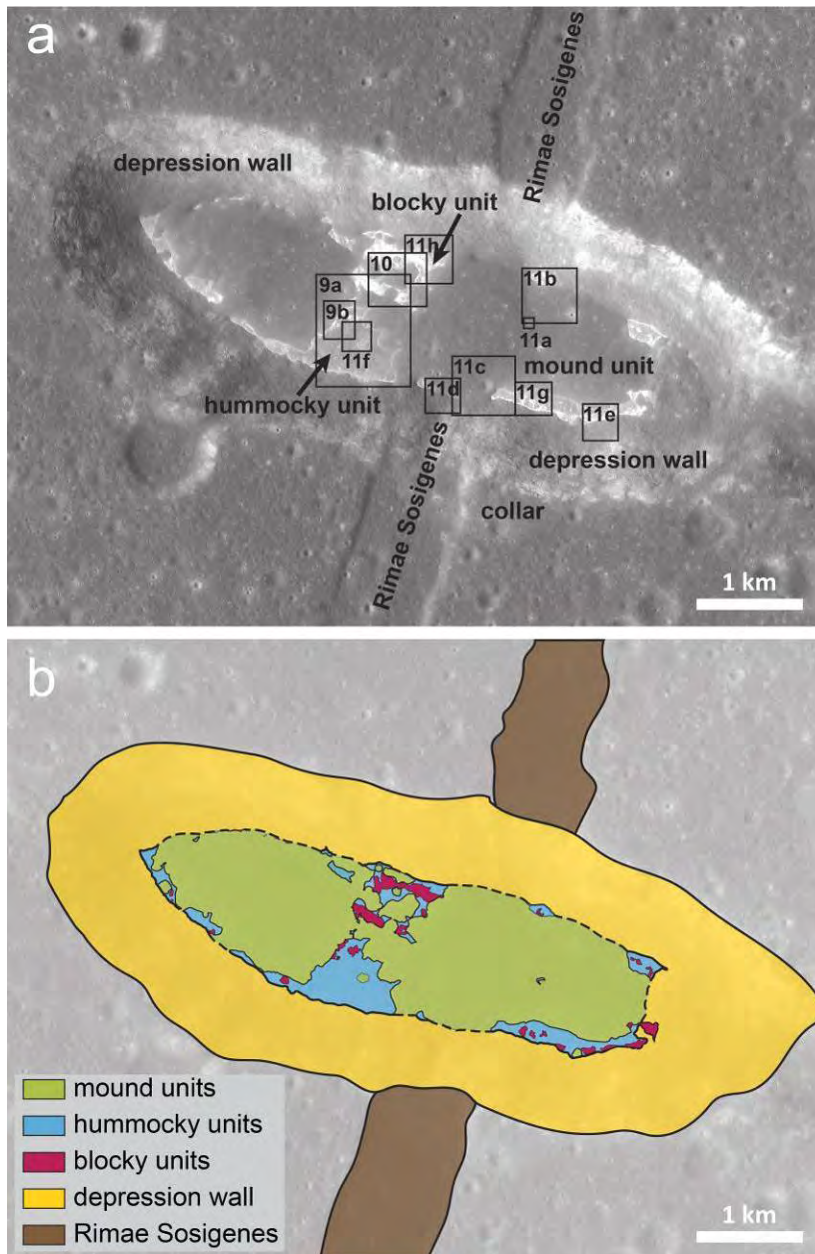 a
Rimae Sosigenes
depression wall
blocky unit
11h
10
9a
11b
9b
11a
11f
11c
mound unit
11d
11g
hummocky unit
11e
Rimae Sosigenes
depression wall
collar
1 km
b
mound units
hummocky units
blocky units
depression wall
Rimae Sosigenes
1 km